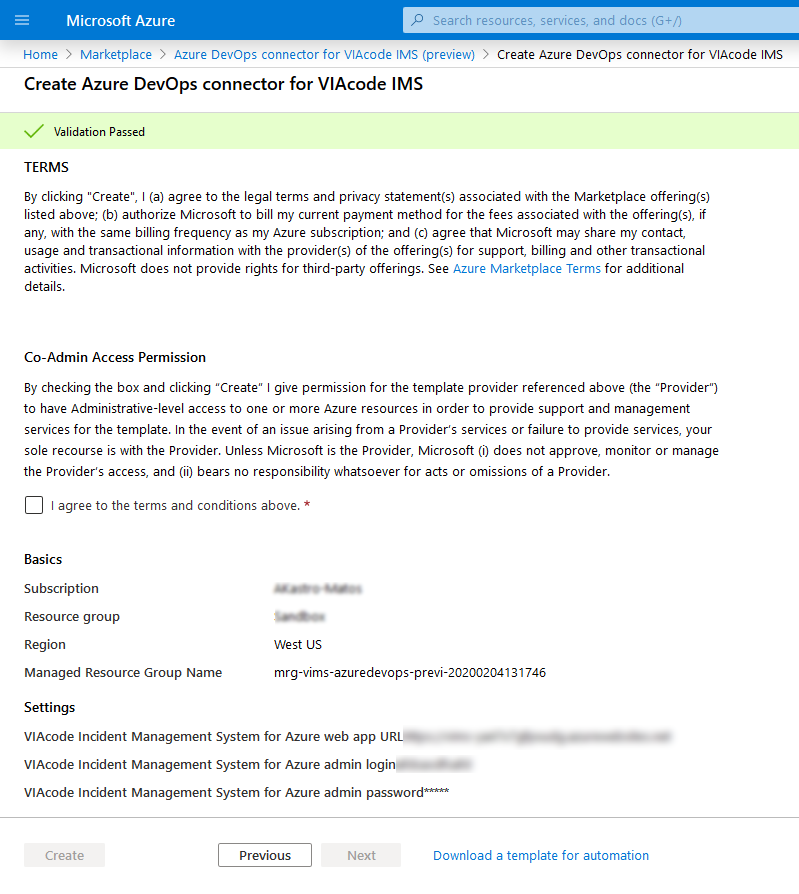 Microsoft Azure
Search resources, services, and docs (G+/)
Home > Marketplace > Azure DevOps connector for VIAcode IMS (preview) > Create Azure DevOps connector for VIAcode IMS
Create Azure DevOps connector for VIAcode IMS
Validation Passed
TERMS
By clicking "Create", I (a) agree to the legal terms and privacy statement(s) associated with the Marketplace offering(s)
listed above; (b) authorize Microsoft to bill my current payment method for the fees associated with the offering(s), if
any, with the same billing frequency as my Azure subscription; and (c) agree that Microsoft may share my contact,
usage and transactional information with the provider(s) of the offering(s) for support, billing and other transactional
activities. Microsoft does not provide rights for third-party offerings. See Azure Marketplace Terms for additional
details.
Co-Admin Access Permission
By checking the box and clicking “Create” I give permission for the template provider referenced above (the “Provider”)
to have Administrative-level access to one or more Azure resources in order to provide support and management
services for the template. In the event of an issue arising from a Provider’s services or failure to provide services, your
sole recourse is with the Provider. Unless Microsoft is the Provider, Microsoft (i) does not approve, monitor or manage
the Provider’s access, and (ii) bears no responsibility whatsoever for acts or omissions of a Provider.
I agree to the terms and conditions above. *
Basics
Subscription
Resource group
Region West US
Managed Resource Group Name mrg-vims-azuredevops-previ-20200204131746
Settings
VIAcode Incident Management System for Azure web app URL
VIAcode Incident Management System for Azure admin login
VIAcode Incident Management System for Azure admin password*****
Create Previous Next Download a template for automation